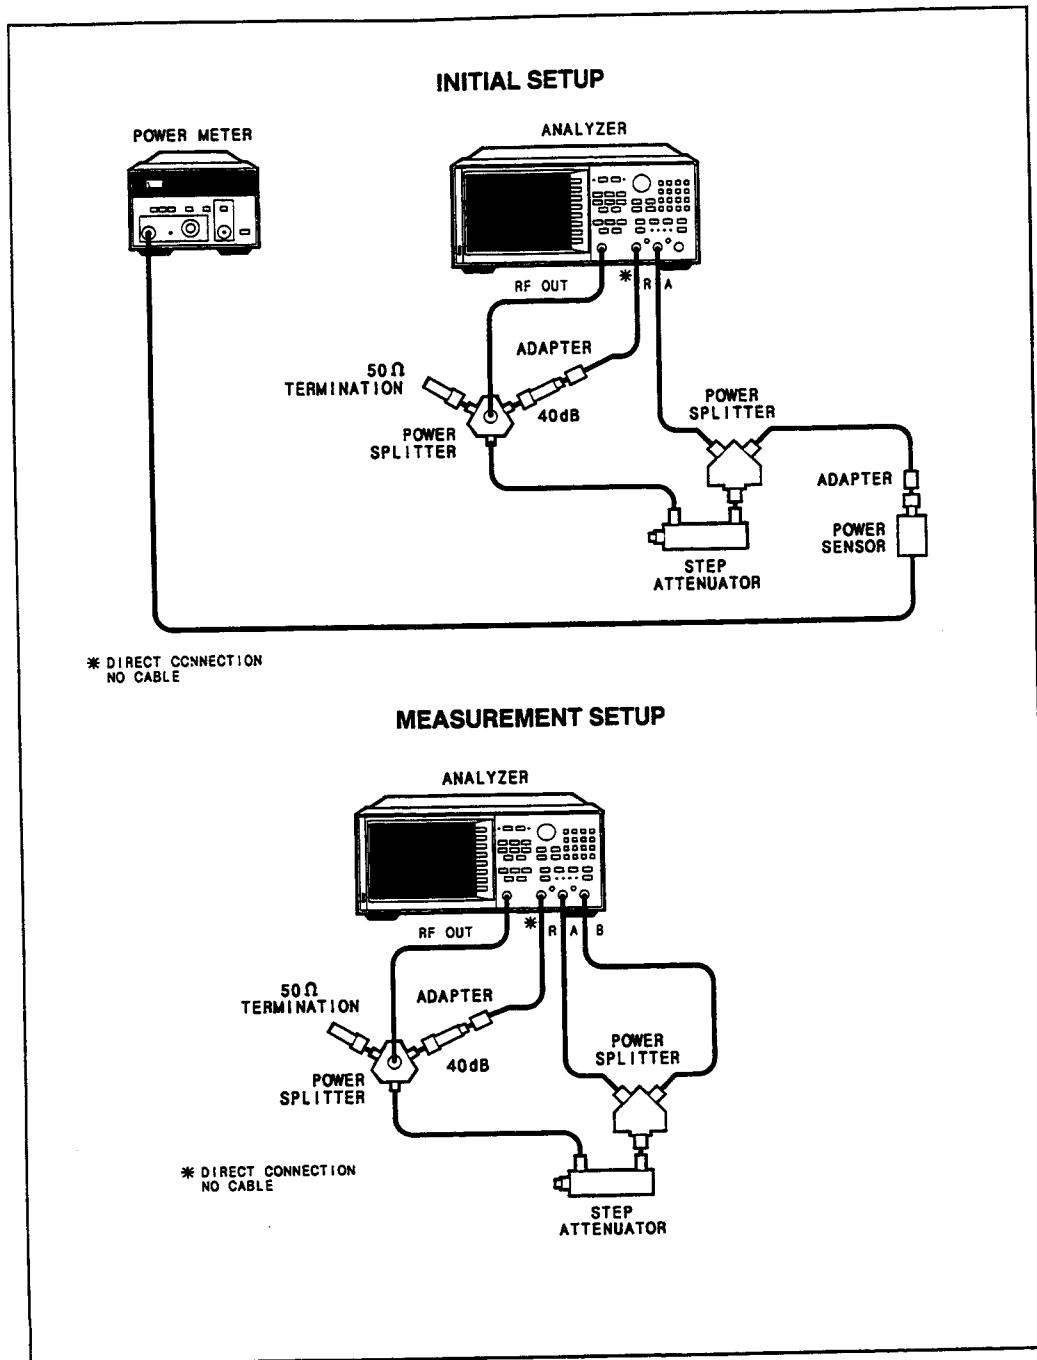 INITIAL SETUP
POWER METER
ANALYZER
RF OUT
* R A
ADAPTER
50Ω
TERMINATION
40dB
POWER
SPLITTER
POWER
SPLITTER
ADAPTER
POWER
SENSOR
STEP
ATTENUATOR
* DIRECT CCNNECTION
NO CABLE
MEASUREMENT SETUP
ANALYZER
RF OUT
* R A B
50Ω
TERMINATION
ADAPTER
40dB
POWER
SPLITTER
POWER
SPLITTER
* DIRECT CONNECTION
NO CABLE
STEP
ATTENUATOR